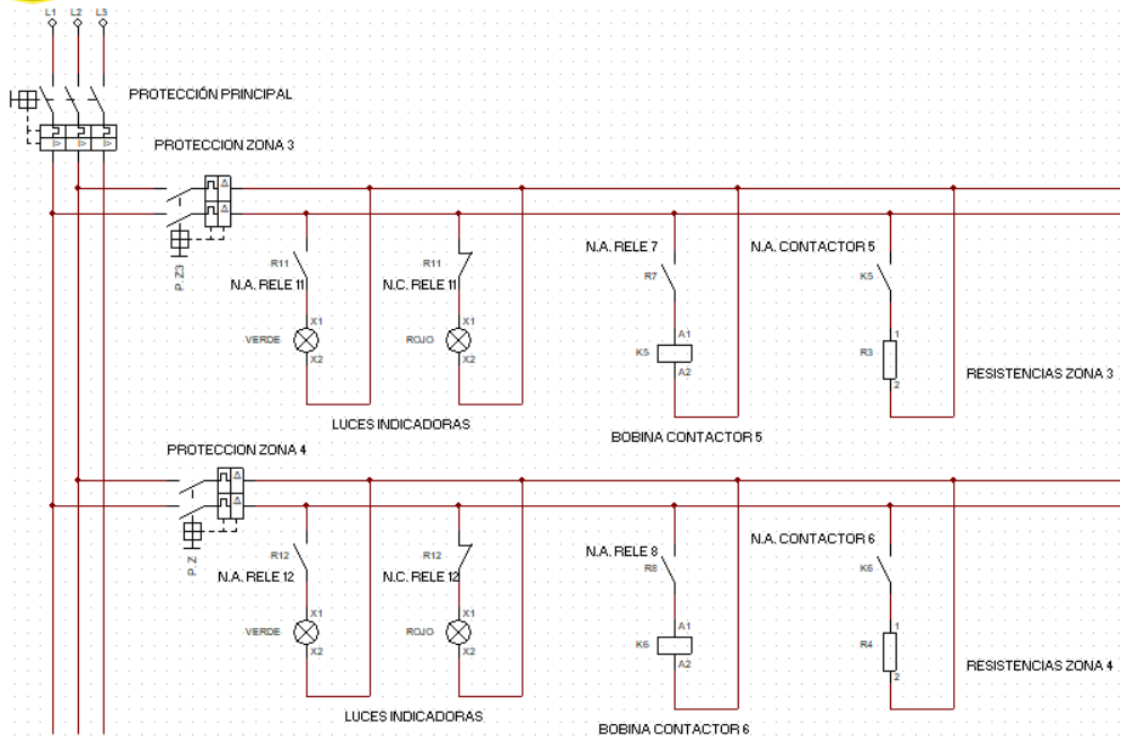 L1 L2 L3
PROTECCIÓN PRINCIPAL
PROTECCION ZONA 3
P. Z3
R11
N.A. RELE 11
R11
N.C. RELE 11
N.A. RELE 7
R7
N.A. CONTACTOR 5
K5
VERDE
X1
X2
ROJO
X1
X2
K5
A1
A2
R3
1
2
RESISTENCIAS ZONA 3
LUCES INDICADORAS
BOBINA CONTACTOR 5
PROTECCION ZONA 4
P. Z
R12
N.A. RELE 12
R12
N.C. RELE 12
N.A. RELE 8
R8
N.A. CONTACTOR 6
K6
VERDE
X1
X2
ROJO
X1
X2
K6
A1
A2
R4
1
2
RESISTENCIAS ZONA 4
LUCES INDICADORAS
BOBINA CONTACTOR 6